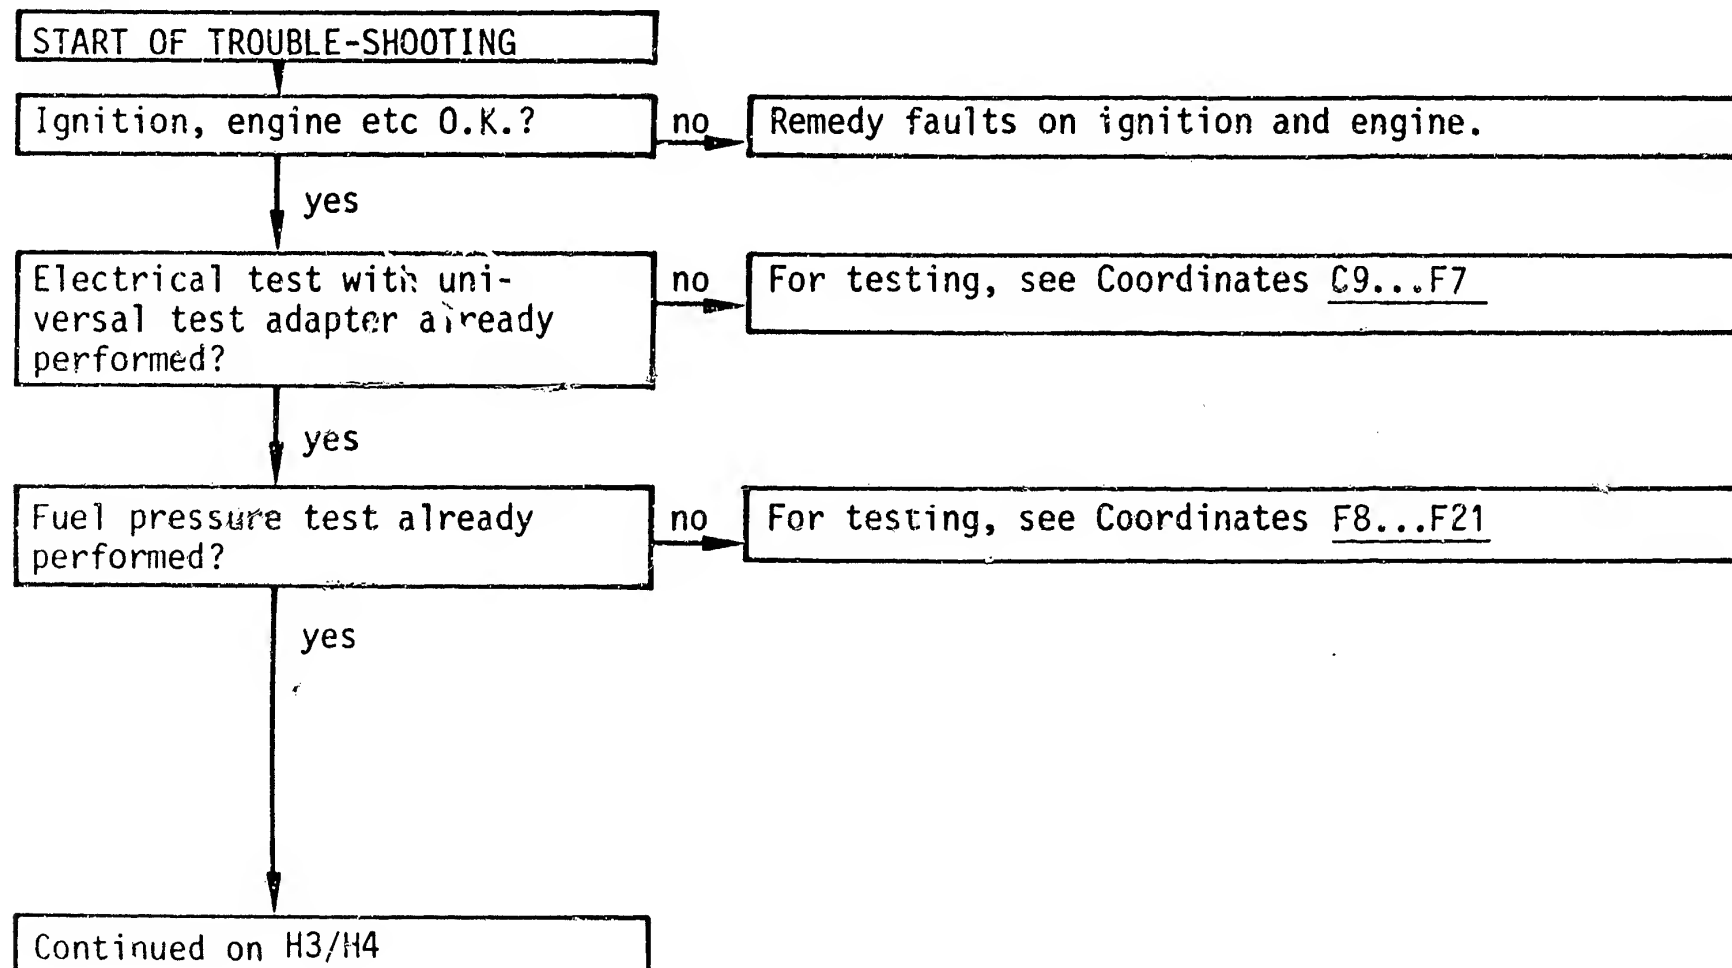 START OF TROUBLE-SHOOTING
Ignition, engine etc O.K.?
no
Remedy faults on ignition and engine.
yes
Electrical test with uni-
versal test adapter already
performed?
no
For testing, see Coordinates C9...F7
yes
Fuel pressure test already
performed?
no
For testing, see Coordinates F8...F21
yes
Continued on H3/H4